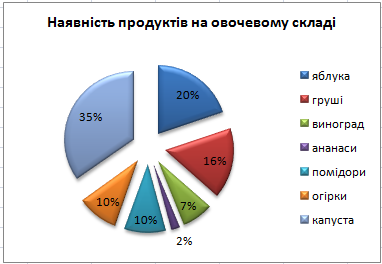 Наявність продуктів на овочевому складі
20%
16%
7%
2%
10%
10%
35%
яблука
груші
виноград
ананаси
помідори
огірки
капуста